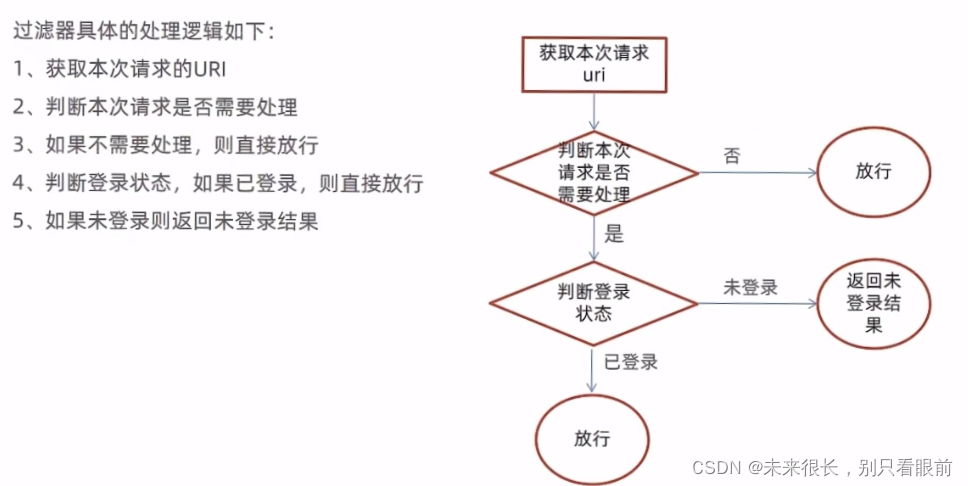 过滤器具体的处理逻辑如下：
1、获取本次请求的URI
2、判断本次请求是否需要处理
3、如果不需要处理，则直接放行
4、判断登录状态，如果已登录，则直接放行
5、如果未登录则返回未登录结果
获取本次请求
uri
判断本次
请求是否
需要处理
否
放行
是
判断登录
状态
未登录
返回未
登录结
果
已登录
放行
CSDN @未来很长，别只看眼前